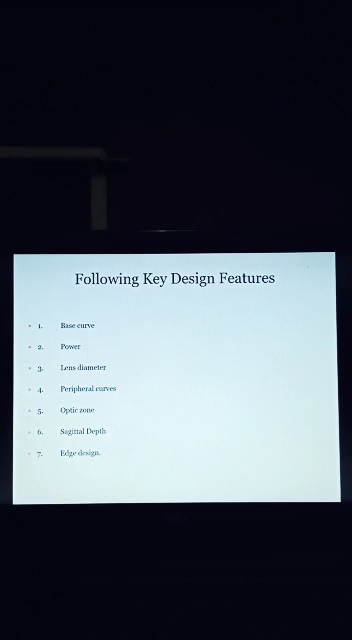 Following Key Design Features
• 1. Base curve
• 2. Power
• 3. Lens diameter
• 4. Peripheral curves
• 5. Optic zone
• 6. Sagittal Depth
• 7. Edge design.